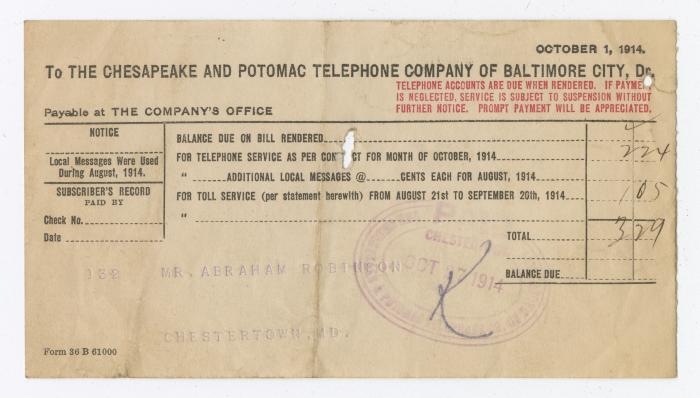 OCTOBER 1, 1914.
To THE CHESAPEAKE AND POTOMAC TELEPHONE COMPANY OF BALTIMORE CITY, Dr.
TELEPHONE ACCOUNTS ARE DUE WHEN RENDERED. IF PAYMENT
IS NEGLECTED, SERVICE IS SUBJECT TO SUSPENSION WITHOUT
FURTHER NOTICE. PROMPT PAYMENT WILL BE APPRECIATED.
Payable at THE COMPANY'S OFFICE
NOTICE
Local Messages Were Used
During August, 1914.
SUBSCRIBER'S RECORD
PAID BY
Check No.
Date
BALANCE DUE ON BILL RENDERED
FOR TELEPHONE SERVICE AS PER CONTRACT FOR MONTH OF OCTOBER, 1914 2 24
" ADDITIONAL LOCAL MESSAGES @ CENTS EACH FOR AUGUST, 1914
FOR TOLL SERVICE (per statement herewith) FROM AUGUST 21st TO SEPTEMBER 20th, 1914 1 05
"
TOTAL 3 29
BALANCE DUE
132 MR. ABRAHAM ROBINSON
CHESTERTOWN, MD.
CHESTERTOWN
OCT 27 1914
Form 36 B 61000